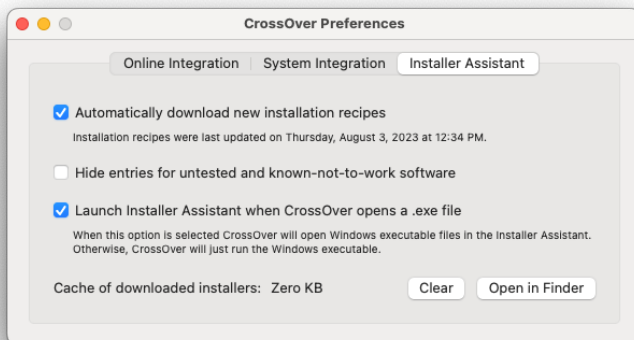 CrossOver Preferences
Online Integration System Integration Installer Assistant
Automatically download new installation recipes
Installation recipes were last updated on Thursday, August 3, 2023 at 12:34 PM.
Hide entries for untested and known-not-to-work software
Launch Installer Assistant when CrossOver opens a .exe file
When this option is selected CrossOver will open Windows executable files in the Installer Assistant.
Otherwise, CrossOver will just run the Windows executable.
Cache of downloaded installers: Zero KB Clear Open in Finder